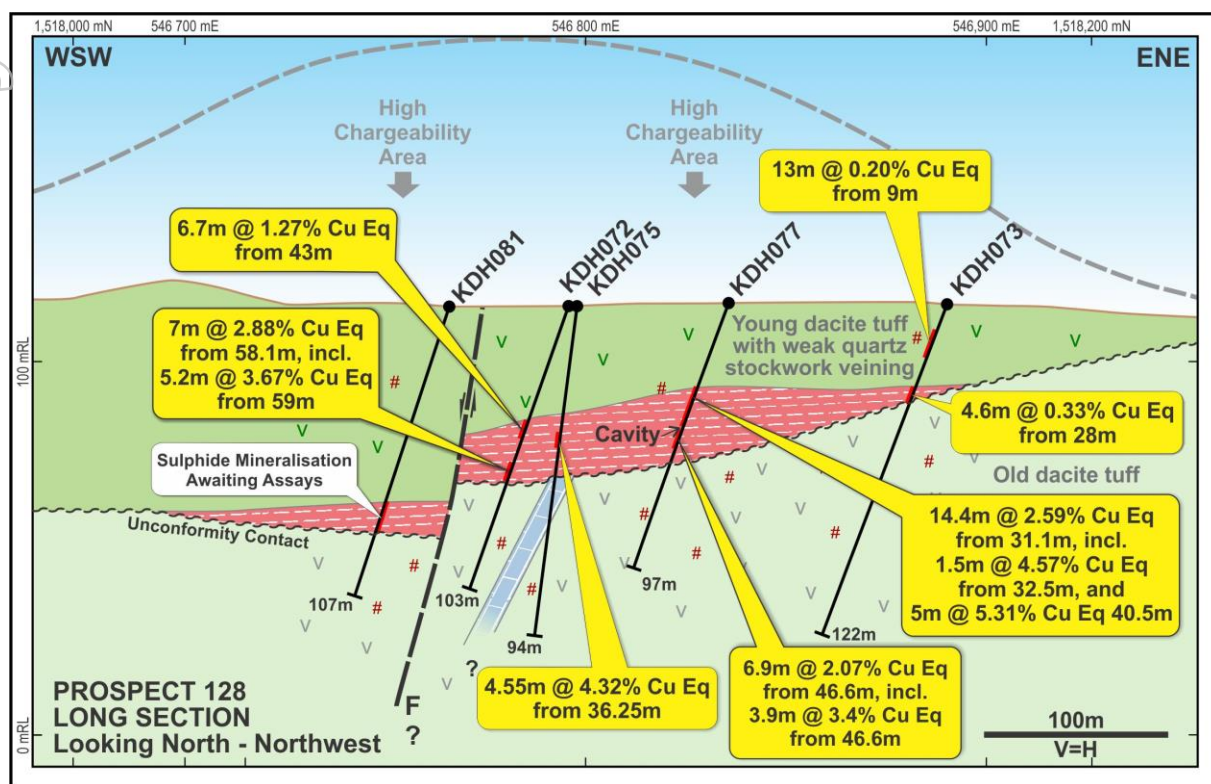 1,518,000 mN
546 700 mE
546 800 mE
546,900 mE
1,518,200 mN
WSW
ENE
High
Chargeability
Area
High
Chargeability
Area
13m @ 0.20% Cu Eq
from 9m
6.7m @ 1.27% Cu Eq
from 43m
KDH081
KDH072
KDH075
KDH077
KDH073
7m @ 2.88% Cu Eq
from 58.1m, incl.
5.2m @ 3.67% Cu Eq
from 59m
Young dacite tuff
with weak quartz
stockwork veining
100 mRL
Cavity
4.6m @ 0.33% Cu Eq
from 28m
Sulphide Mineralisation
Awaiting Assays
Old dacite tuff
Unconformity Contact
14.4m @ 2.59% Cu Eq
from 31.1m, incl.
1.5m @ 4.57% Cu Eq
from 32.5m, and
5m @ 5.31% Cu Eq 40.5m
107m
103m
94m
97m
122m
?
4.55m @ 4.32% Cu Eq
from 36.25m
6.9m @ 2.07% Cu Eq
from 46.6m, incl.
3.9m @ 3.4% Cu Eq
from 46.6m
F
?
PROSPECT 128
LONG SECTION
Looking North - Northwest
0 mRL
100m
V=H